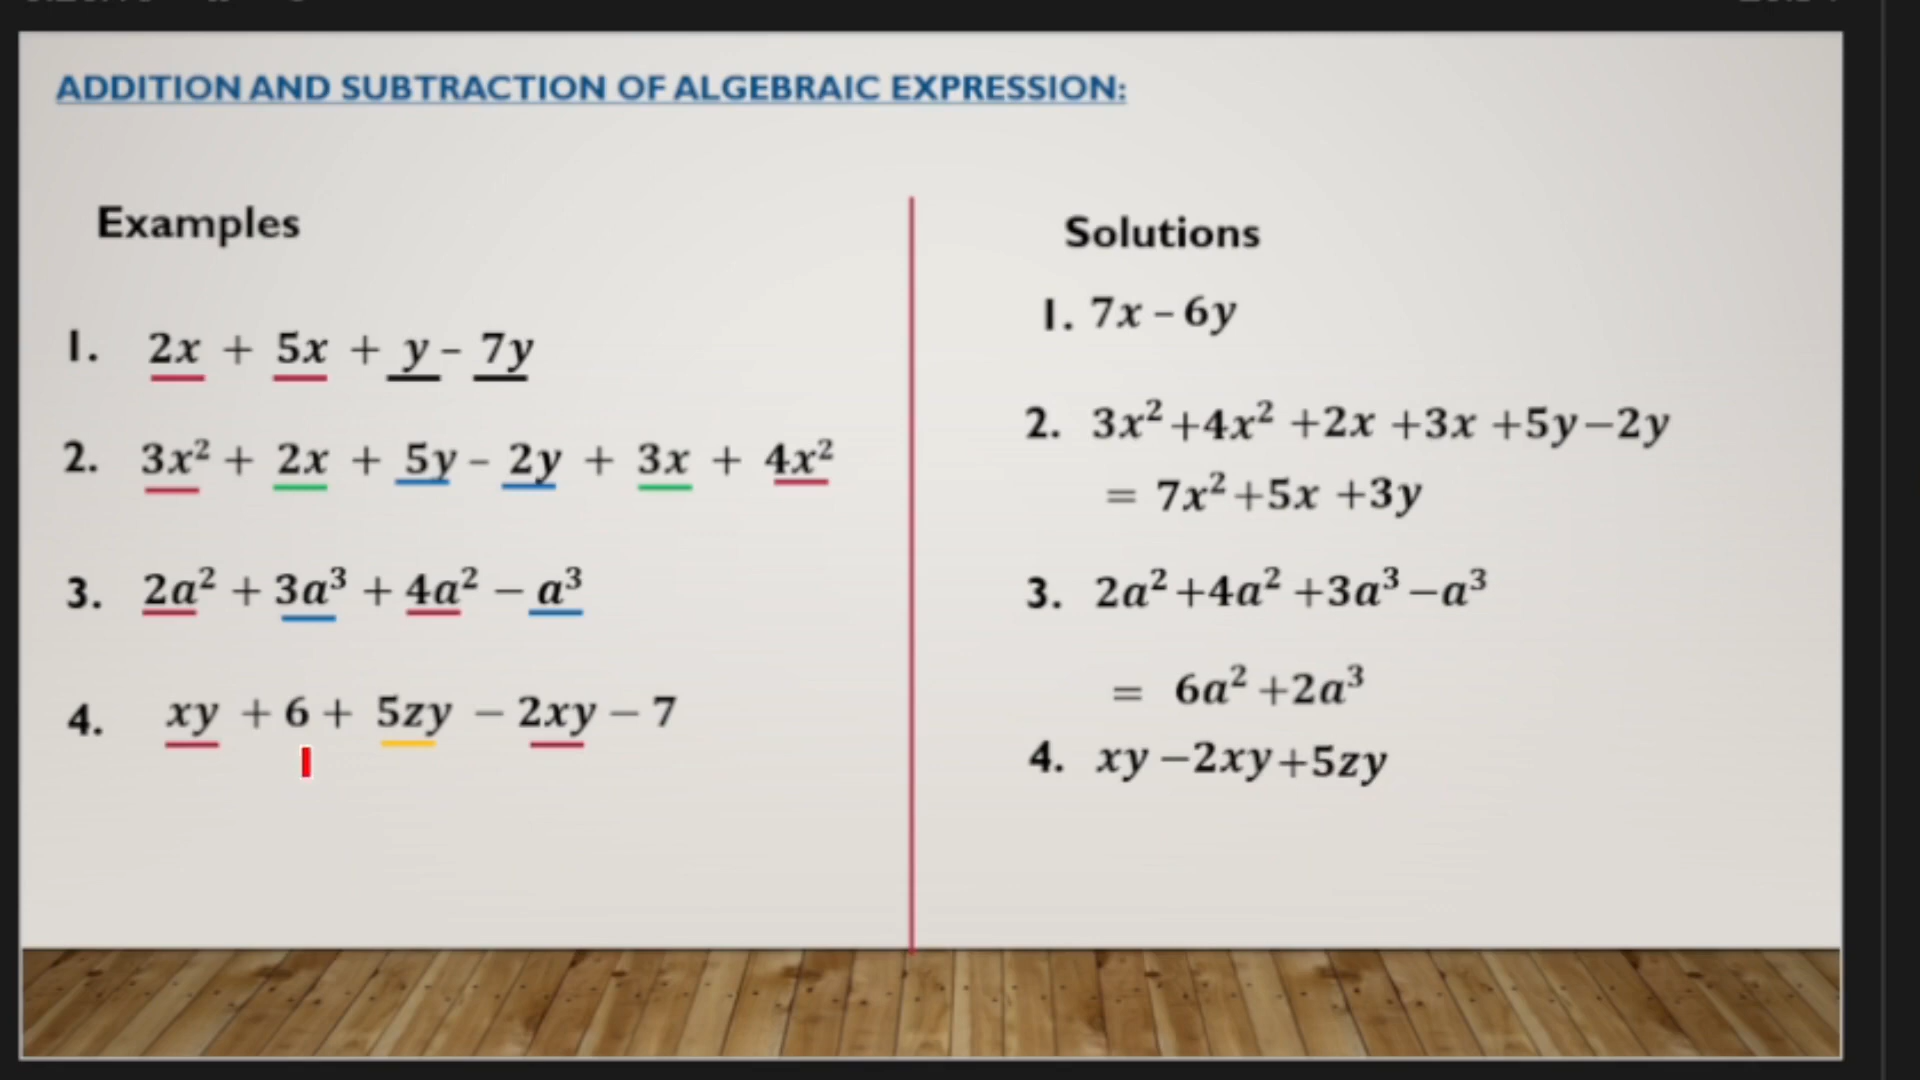 ADDITION AND SUBTRACTION OF ALGEBRAIC EXPRESSION:
Examples
1. 2x + 5x + y – 7y
2. 3x² + 2x + 5y – 2y + 3x + 4x²
3. 2a² + 3a³ + 4a² − a³
4. xy + 6 + 5zy − 2xy − 7
Solutions
1. 7x – 6y
2. 3x² +4x² +2x +3x +5y−2y
= 7x² +5x +3y
3. 2a² +4a² +3a³ −a³
= 6a² +2a³
4. xy −2xy+5zy